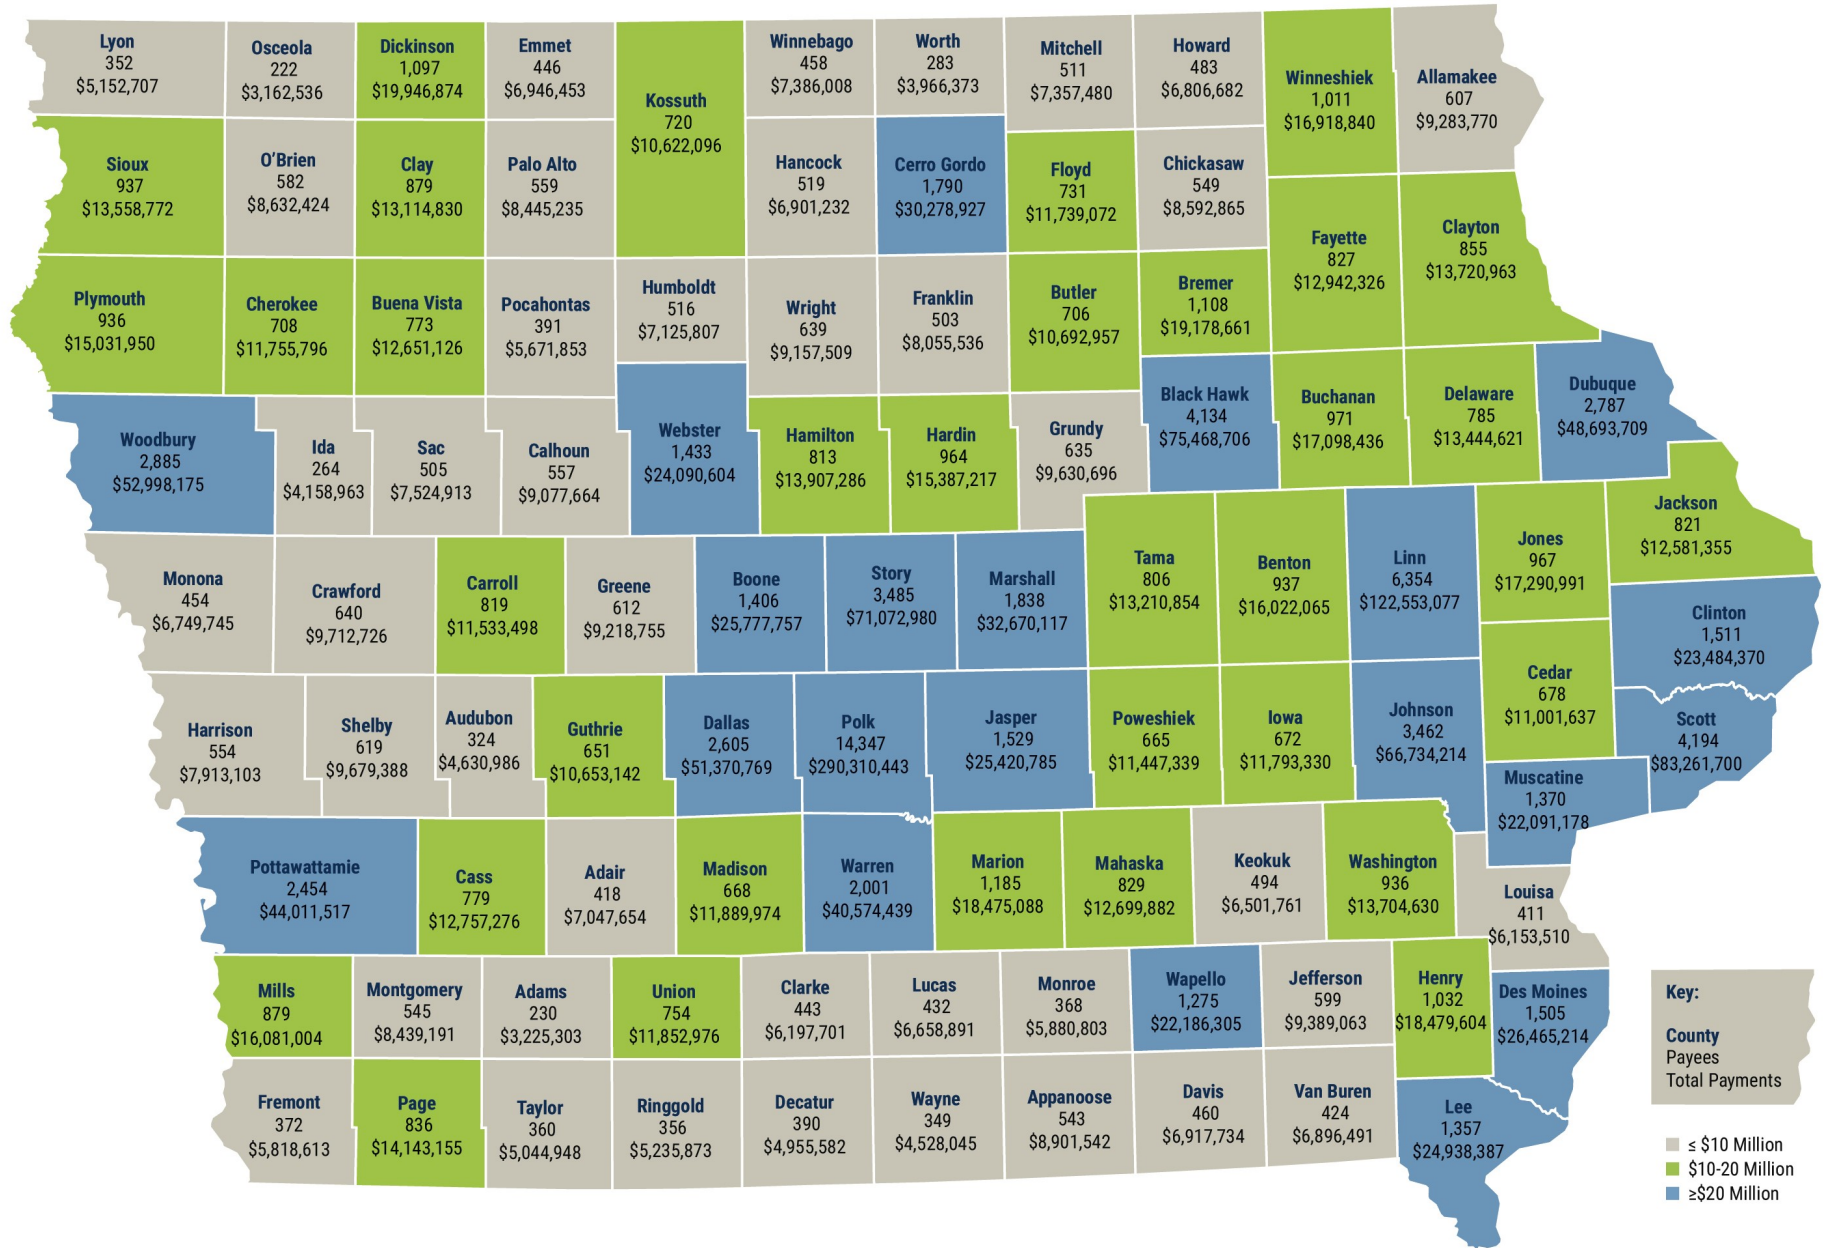 Lyon
352
$5,152,707
Osceola
222
$3,162,536
Dickinson
1,097
$19,946,874
Emmet
446
$6,946,453
Kossuth
720
$10,622,096
Winnebago
458
$7,386,008
Worth
283
$3,966,373
Mitchell
511
$7,357,480
Howard
483
$6,806,682
Winneshiek
1,011
$16,918,840
Allamakee
607
$9,283,770
Sioux
937
$13,558,772
O’Brien
582
$8,632,424
Clay
879
$13,114,830
Palo Alto
559
$8,445,235
Hancock
519
$6,901,232
Cerro Gordo
1,790
$30,278,927
Floyd
731
$11,739,072
Chickasaw
549
$8,592,865
Fayette
827
$12,942,326
Clayton
855
$13,720,963
Plymouth
936
$15,031,950
Cherokee
708
$11,755,796
Buena Vista
773
$12,651,126
Pocahontas
391
$5,671,853
Humboldt
516
$7,125,807
Wright
639
$9,157,509
Franklin
503
$8,055,536
Butler
706
$10,692,957
Bremer
1,108
$19,178,661
Woodbury
2,885
$52,998,175
Ida
264
$4,158,963
Sac
505
$7,524,913
Calhoun
557
$9,077,664
Webster
1,433
$24,090,604
Hamilton
813
$13,907,286
Hardin
964
$15,387,217
Grundy
635
$9,630,696
Black Hawk
4,134
$75,468,706
Buchanan
971
$17,098,436
Delaware
785
$13,444,621
Dubuque
2,787
$48,693,709
Monona
454
$6,749,745
Crawford
640
$9,712,726
Carroll
819
$11,533,498
Greene
612
$9,218,755
Boone
1,406
$25,777,757
Story
3,485
$71,072,980
Marshall
1,838
$32,670,117
Tama
806
$13,210,854
Benton
937
$16,022,065
Linn
6,354
$122,553,077
Jones
967
$17,290,991
Jackson
821
$12,581,355
Clinton
1,511
$23,484,370
Harrison
554
$7,913,103
Shelby
619
$9,679,388
Audubon
324
$4,630,986
Guthrie
651
$10,653,142
Dallas
2,605
$51,370,769
Polk
14,347
$290,310,443
Jasper
1,529
$25,420,785
Poweshiek
665
$11,447,339
Iowa
672
$11,793,330
Johnson
3,462
$66,734,214
Cedar
678
$11,001,637
Scott
4,194
$83,261,700
Muscatine
1,370
$22,091,178
Pottawattamie
2,454
$44,011,517
Cass
779
$12,757,276
Adair
418
$7,047,654
Madison
668
$11,889,974
Warren
2,001
$40,574,439
Marion
1,185
$18,475,088
Mahaska
829
$12,699,882
Keokuk
494
$6,501,761
Washington
936
$13,704,630
Louisa
411
$6,153,510
Mills
879
$16,081,004
Montgomery
545
$8,439,191
Adams
230
$3,225,303
Union
754
$11,852,976
Clarke
443
$6,197,701
Lucas
432
$6,658,891
Monroe
368
$5,880,803
Wapello
1,275
$22,186,305
Jefferson
599
$9,389,063
Henry
1,032
$18,479,604
Des Moines
1,505
$26,465,214
Fremont
372
$5,818,613
Page
836
$14,143,155
Taylor
360
$5,044,948
Ringgold
356
$5,235,873
Decatur
390
$4,955,582
Wayne
349
$4,528,045
Appanoose
543
$8,901,542
Davis
460
$6,917,734
Van Buren
424
$6,896,491
Lee
1,357
$24,938,387
Key:
County
Payees
Total Payments
≤ $10 Million
$10-20 Million
≥$20 Million